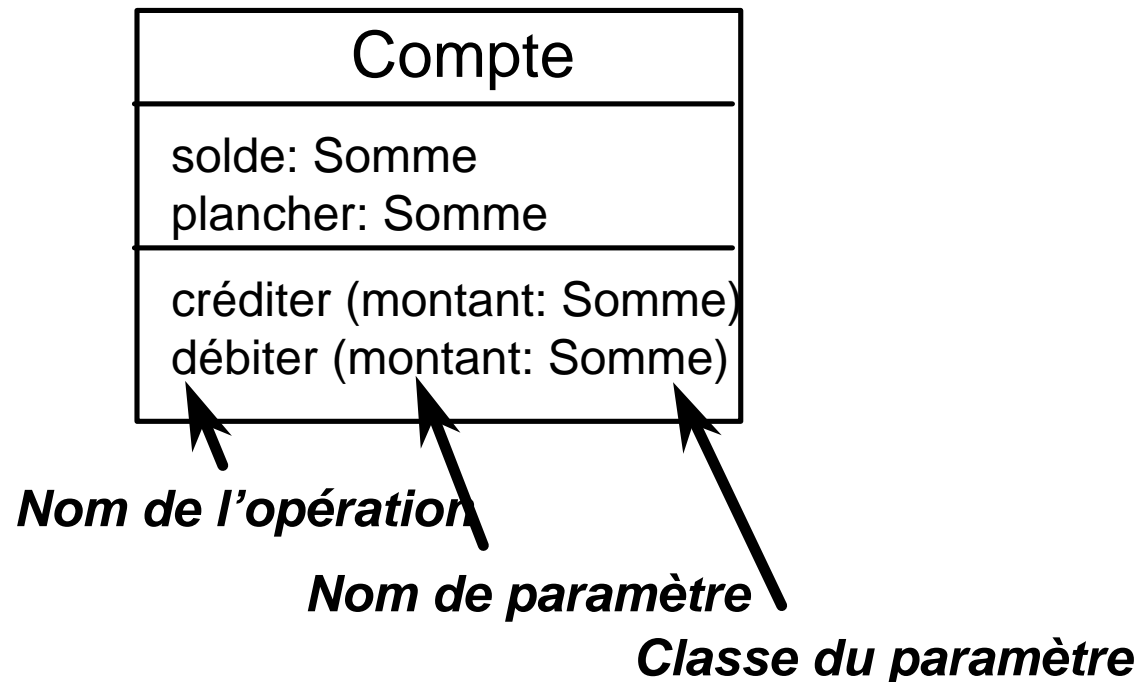 Compte
solde: Somme
plancher: Somme
créditer (montant: Somme)
débiter (montant: Somme)
Nom de l’opération
Nom de paramètre
Classe du paramètre